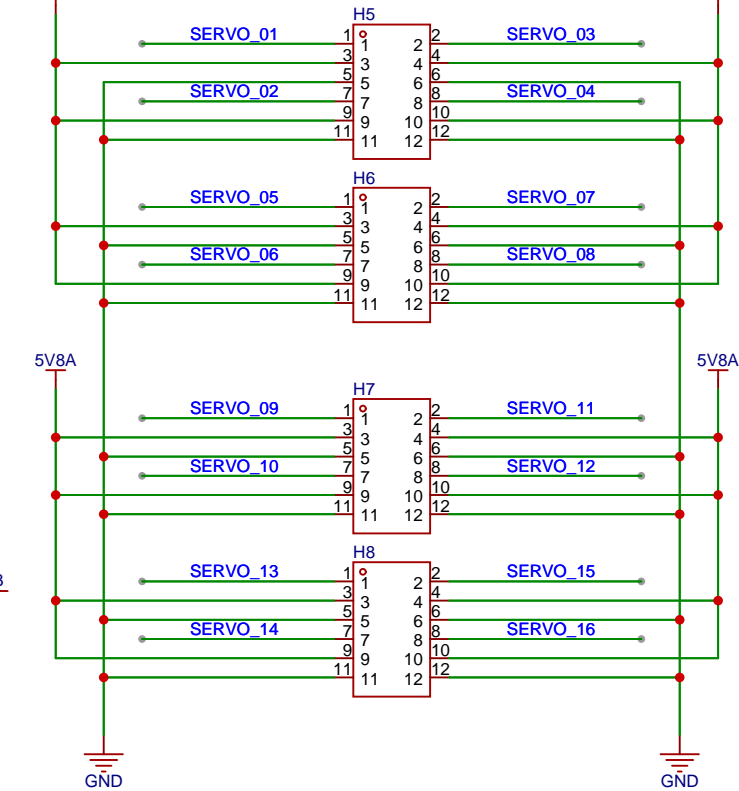 H5
SERVO_01 1 1 2 2 SERVO_03
3 3 4 4
5 5 6 6
SERVO_02 7 7 8 8 SERVO_04
9 9 10 10
11 11 12 12
H6
SERVO_05 1 1 2 2 SERVO_07
3 3 4 4
5 5 6 6
SERVO_06 7 7 8 8 SERVO_08
9 9 10 10
11 11 12 12
5V8A 5V8A
H7
SERVO_09 1 1 2 2 SERVO_11
3 3 4 4
5 5 6 6
SERVO_10 7 7 8 8 SERVO_12
9 9 10 10
11 11 12 12
H8
SERVO_13 1 1 2 2 SERVO_15
3 3 4 4
5 5 6 6
SERVO_14 7 7 8 8 SERVO_16
9 9 10 10
11 11 12 12
GND GND